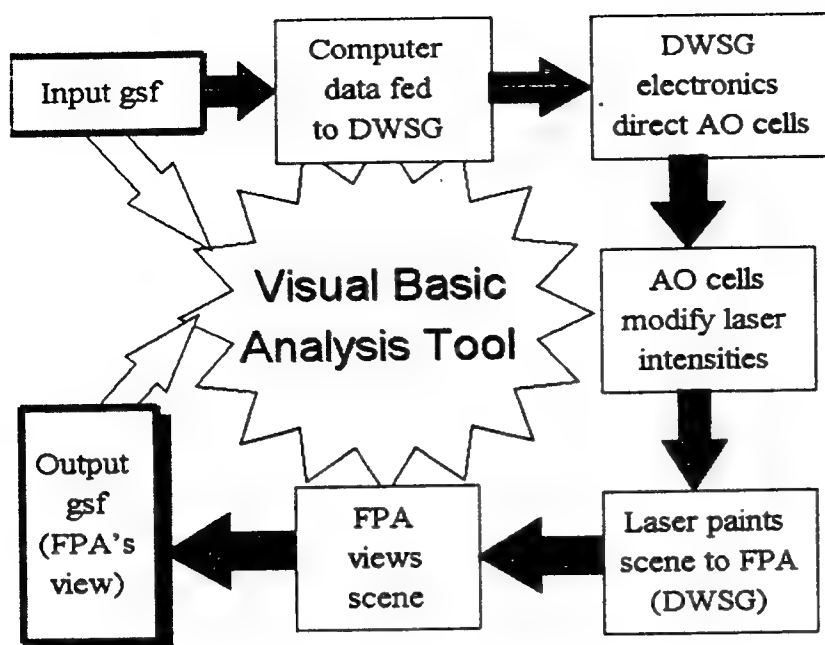 Input gsf
Computer
data fed
to DWSG
DWSG
electronics
direct AO cells
AO cells
modify laser
intensities
Laser paints
scene to FPA
(DWSG)
FPA
views
scene
Output
gsf
(FPA's
view)
Visual Basic
Analysis Tool